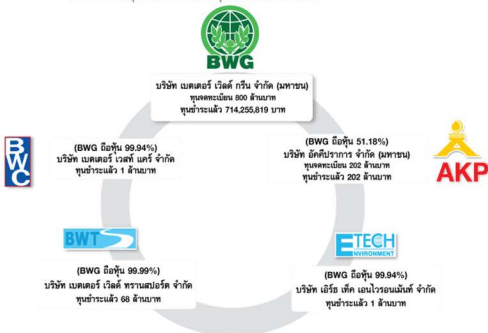 BWG
บริษัท เบตเตอร์ เวิลด์ กรีน จำกัด (มหาชน)
ทุนจดทะเบียน 800 ล้านบาท
ทุนชำระแล้ว 714,255,819 บาท
BWC
(BWG ถือหุ้น 99.94%)
บริษัท เบตเตอร์ เวสท์ แคร์ จำกัด
ทุนชำระแล้ว 1 ล้านบาท
(BWG ถือหุ้น 51.18%)
บริษัท อัคคีปราการ จำกัด (มหาชน)
ทุนจดทะเบียน 202 ล้านบาท
ทุนชำระแล้ว 202 ล้านบาท
AKP
BWT
(BWG ถือหุ้น 99.99%)
บริษัท เบตเตอร์ เวิลด์ ทรานสปอร์ต จำกัด
ทุนชำระแล้ว 68 ล้านบาท
ETECH
ENVIRONMENT
(BWG ถือหุ้น 99.94%)
บริษัท เอิร์ธ เท็ค เอนไวรอนเม้นท์ จำกัด
ทุนชำระแล้ว 1 ล้านบาท